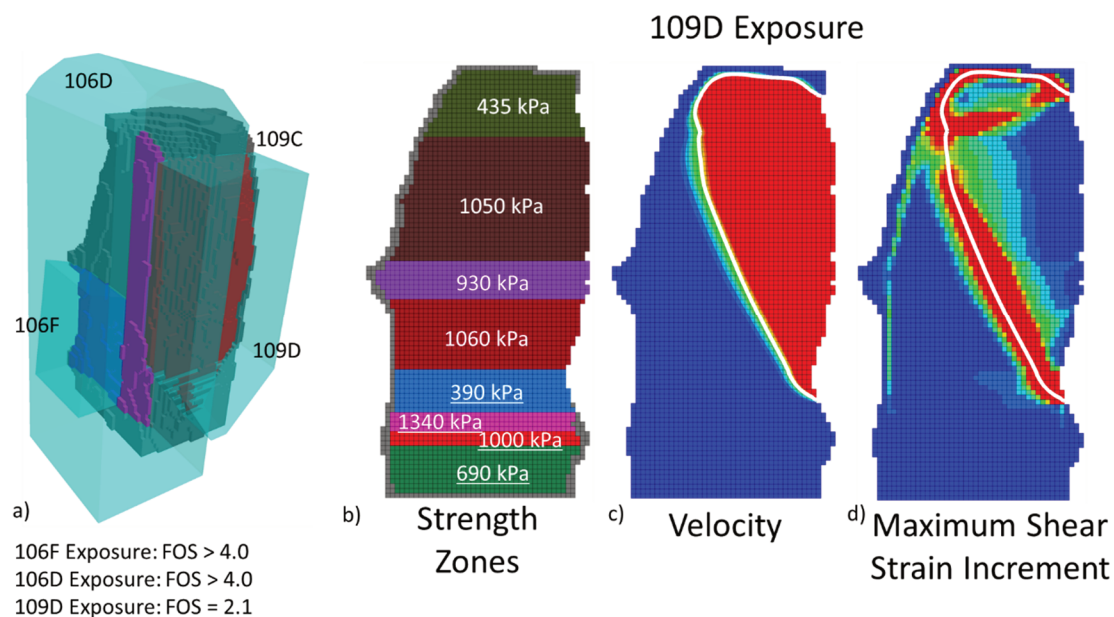 109D Exposure
106D
109C
106F
109D
435 kPa
1050 kPa
930 kPa
1060 kPa
390 kPa
1340 kPa
1000 kPa
690 kPa
a)
b)
Strength
Zones
c)
Velocity
d)
Maximum Shear
Strain Increment
106F Exposure: FOS > 4.0
106D Exposure: FOS > 4.0
109D Exposure: FOS = 2.1